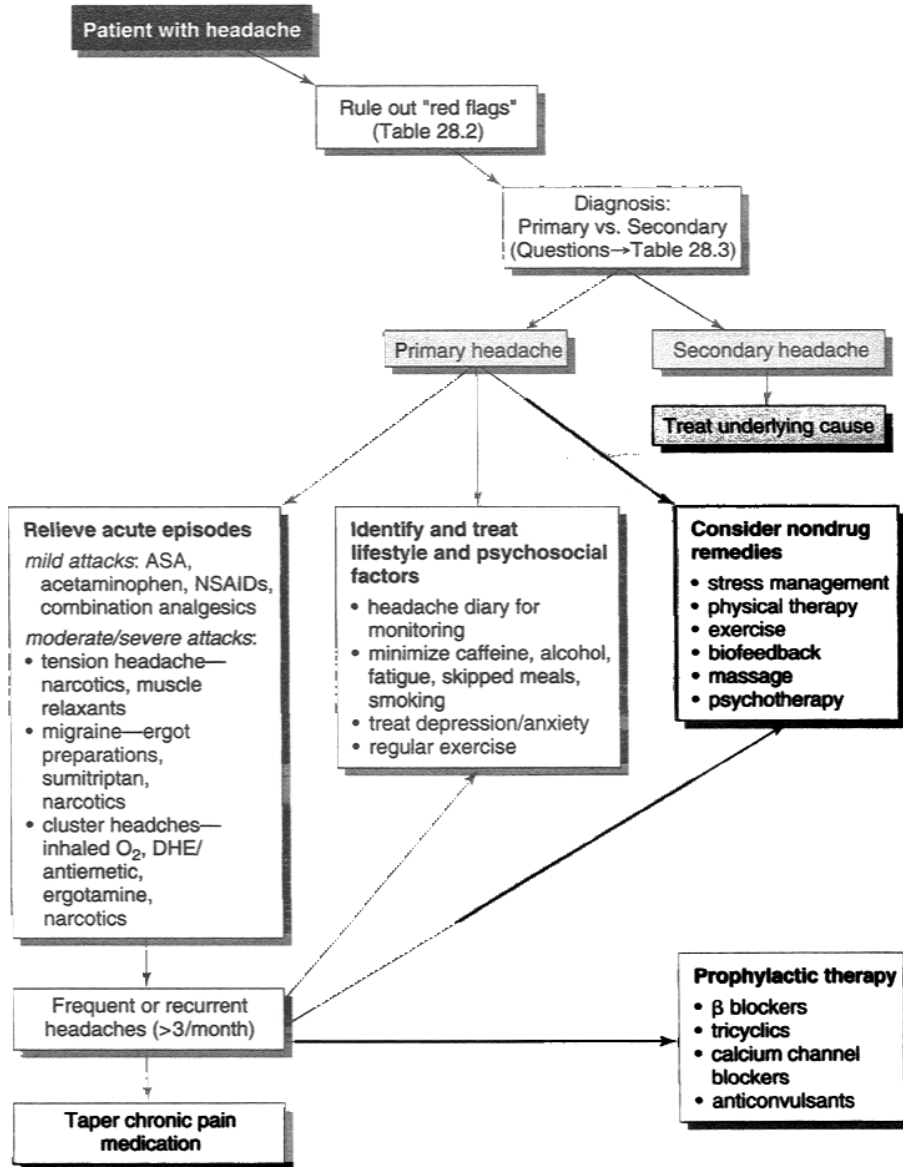 Patient with headache
Rule out "red flags"
(Table 28.2)
Diagnosis:
Primary vs. Secondary
(Questions→Table 28.3)
Primary headache
Secondary headache
Treat underlying cause
Relieve acute episodes
mild attacks: ASA,
acetaminophen, NSAIDs,
combination analgesics
moderate/severe attacks:
• tension headache—
narcotics, muscle
relaxants
• migraine—ergot
preparations,
sumitriptan,
narcotics
• cluster headches—
inhaled O₂, DHE/
antiemetic,
ergotamine,
narcotics
Identify and treat
lifestyle and psychosocial
factors
• headache diary for
monitoring
• minimize caffeine, alcohol,
fatigue, skipped meals,
smoking
• treat depression/anxiety
• regular exercise
Consider nondrug
remedies
• stress management
• physical therapy
• exercise
• biofeedback
• massage
• psychotherapy
Frequent or recurrent
headaches (>3/month)
Taper chronic pain
medication
Prophylactic therapy
• β blockers
• tricyclics
• calcium channel
blockers
• anticonvulsants